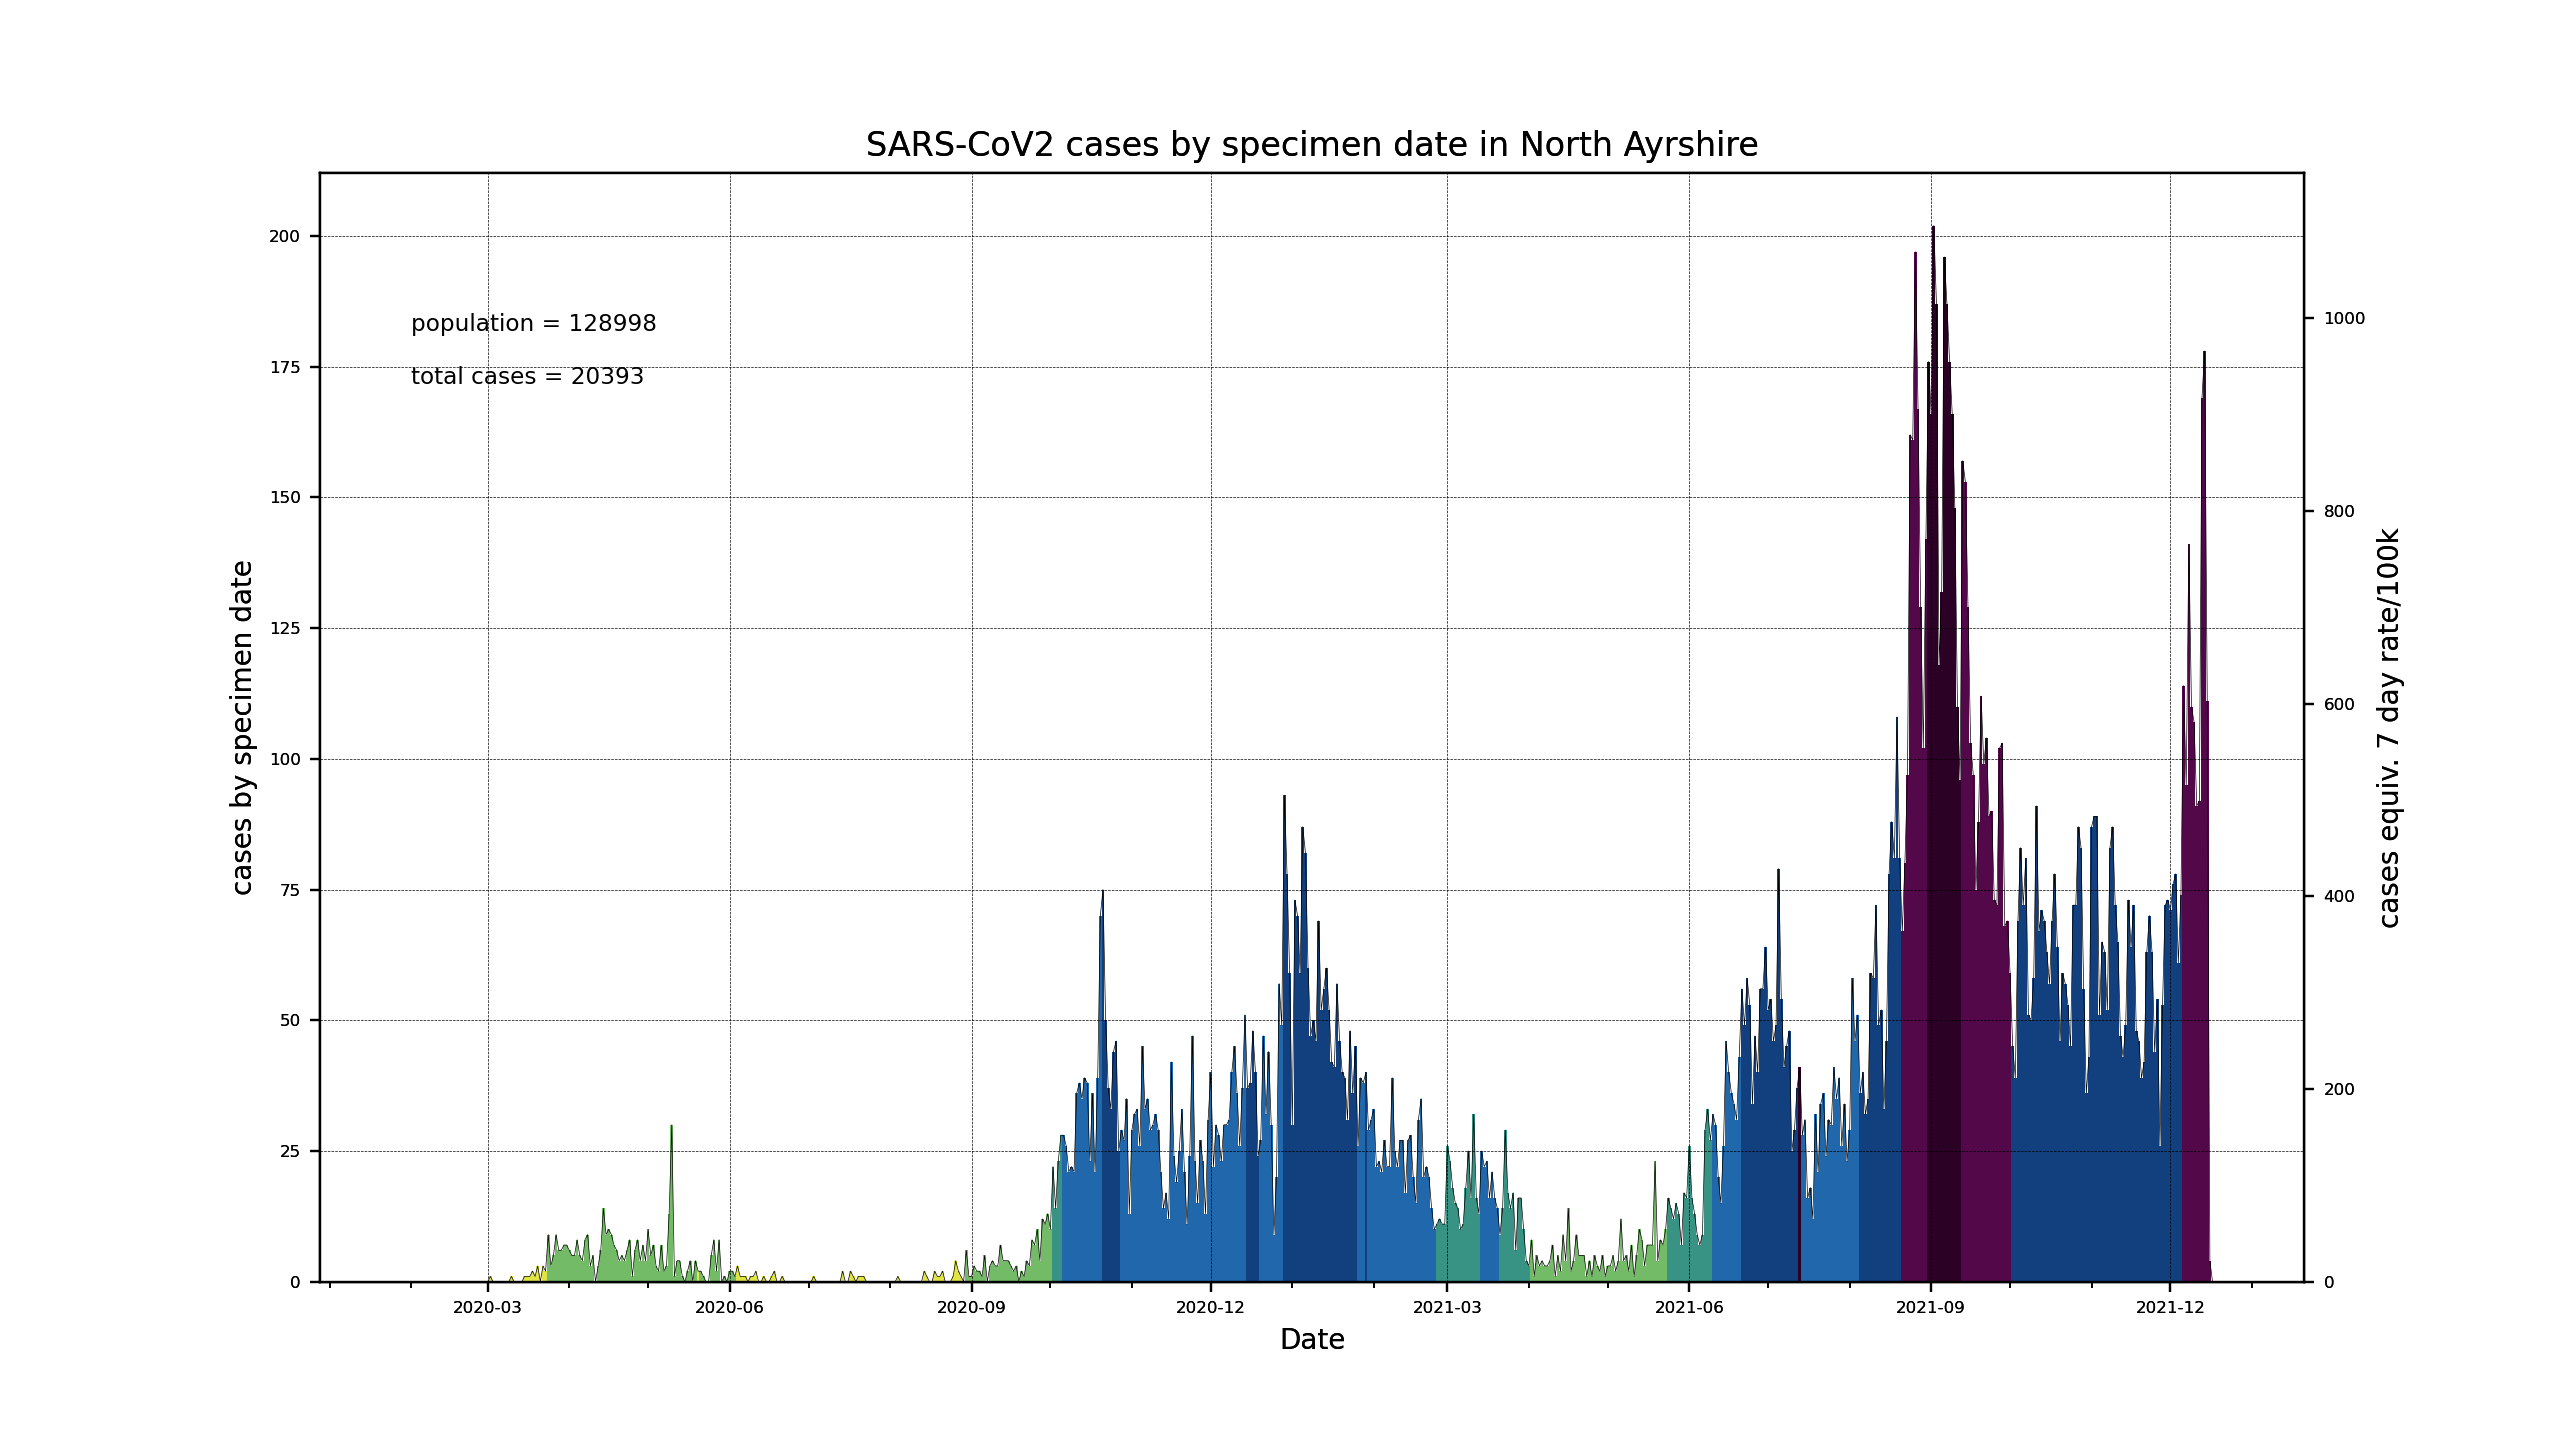 SARS-CoV2 cases by specimen date in North Ayrshire
population = 128998
total cases = 20393
cases by specimen date
200
175
150
125
100
75
50
25
0
1000
800
600
400
200
0
cases equiv. 7 day rate/100k
2020-03 2020-06 2020-09 2020-12 2021-03 2021-06 2021-09 2021-12
Date